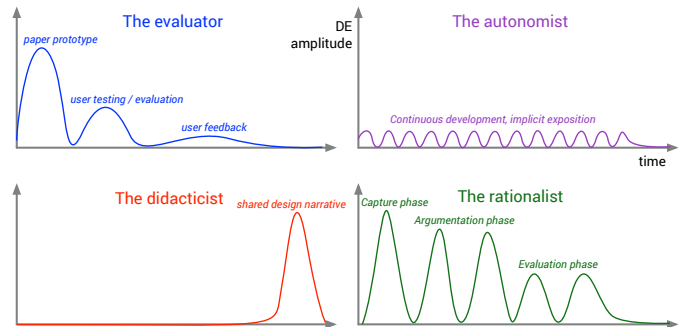 The evaluator
paper prototype
user testing / evaluation
user feedback
DE
amplitude
The autonomist
Continuous development, implicit exposition
time
The didacticist
shared design narrative
The rationalist
Capture phase
Argumentation phase
Evaluation phase